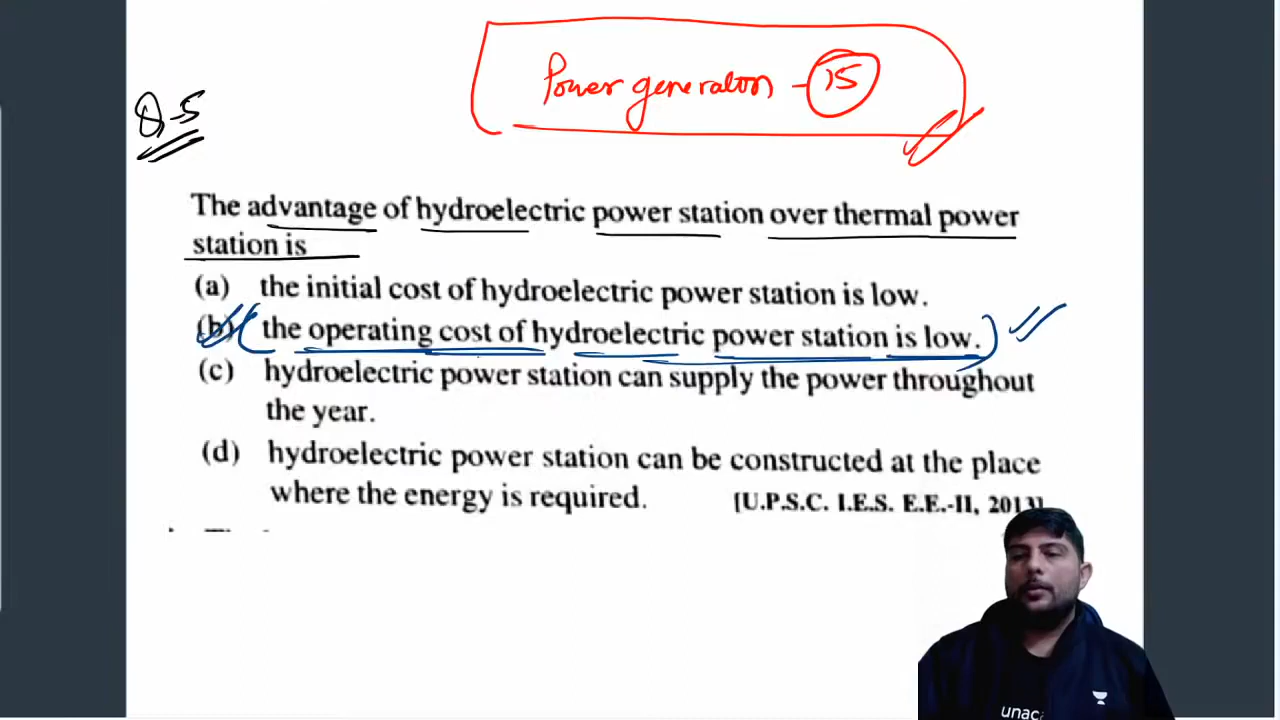 Power generation - 15
Q-5
The advantage of hydroelectric power station over thermal power
station is
(a) the initial cost of hydroelectric power station is low.
(b) the operating cost of hydroelectric power station is low.
(c) hydroelectric power station can supply the power throughout
the year.
(d) hydroelectric power station can be constructed at the place
where the energy is required. [U.P.S.C. I.E.S. E.E.-II, 2013]
unac